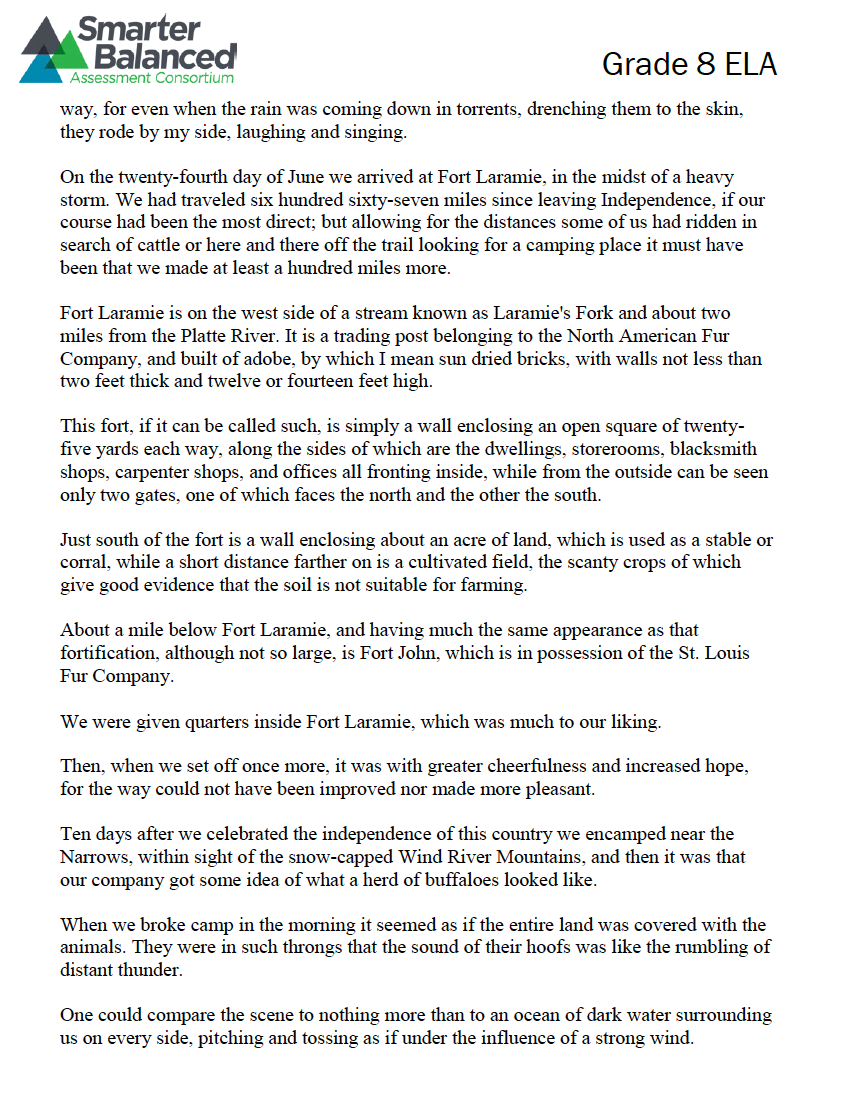 Smarter
Balanced
Assessment Consortium
Grade 8 ELA
way, for even when the rain was coming down in torrents, drenching them to the skin,
they rode by my side, laughing and singing.
On the twenty-fourth day of June we arrived at Fort Laramie, in the midst of a heavy
storm. We had traveled six hundred sixty-seven miles since leaving Independence, if our
course had been the most direct; but allowing for the distances some of us had ridden in
search of cattle or here and there off the trail looking for a camping place it must have
been that we made at least a hundred miles more.
Fort Laramie is on the west side of a stream known as Laramie's Fork and about two
miles from the Platte River. It is a trading post belonging to the North American Fur
Company, and built of adobe, by which I mean sun dried bricks, with walls not less than
two feet thick and twelve or fourteen feet high.
This fort, if it can be called such, is simply a wall enclosing an open square of twenty-
five yards each way, along the sides of which are the dwellings, storerooms, blacksmith
shops, carpenter shops, and offices all fronting inside, while from the outside can be seen
only two gates, one of which faces the north and the other the south.
Just south of the fort is a wall enclosing about an acre of land, which is used as a stable or
corral, while a short distance farther on is a cultivated field, the scanty crops of which
give good evidence that the soil is not suitable for farming.
About a mile below Fort Laramie, and having much the same appearance as that
fortification, although not so large, is Fort John, which is in possession of the St. Louis
Fur Company.
We were given quarters inside Fort Laramie, which was much to our liking.
Then, when we set off once more, it was with greater cheerfulness and increased hope,
for the way could not have been improved nor made more pleasant.
Ten days after we celebrated the independence of this country we encamped near the
Narrows, within sight of the snow-capped Wind River Mountains, and then it was that
our company got some idea of what a herd of buffaloes looked like.
When we broke camp in the morning it seemed as if the entire land was covered with the
animals. They were in such throngs that the sound of their hoofs was like the rumbling of
distant thunder.
One could compare the scene to nothing more than to an ocean of dark water surrounding
us on every side, pitching and tossing as if under the influence of a strong wind.